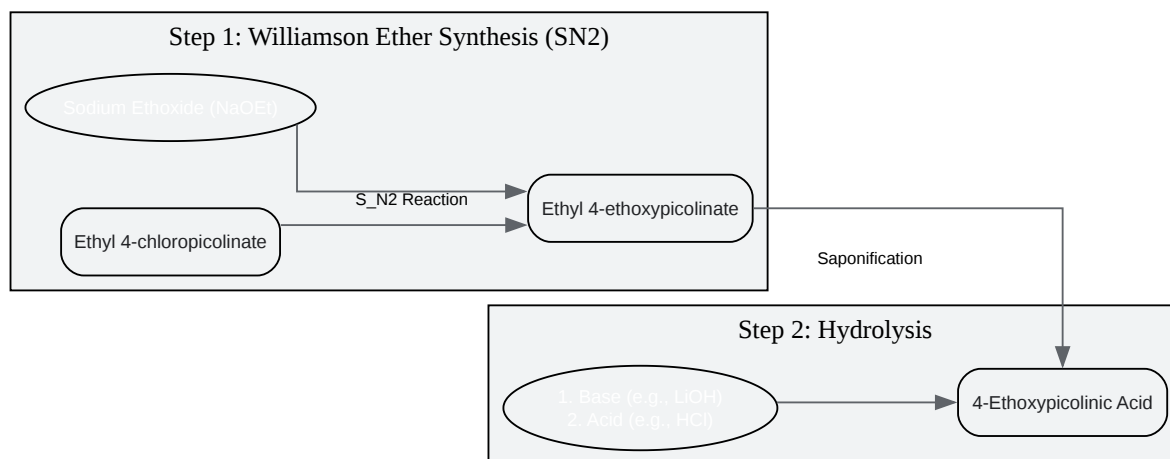 Step 1: Williamson Ether Synthesis (SN2)
Sodium Ethoxide (NaOEt)
S_N2 Reaction
Ethyl 4-chloropicolinate
Ethyl 4-ethoxypicolinate
Saponification
Step 2: Hydrolysis
1. Base (e.g., LiOH)
2. Acid (e.g., HCl)
4-Ethoxypicolinic Acid